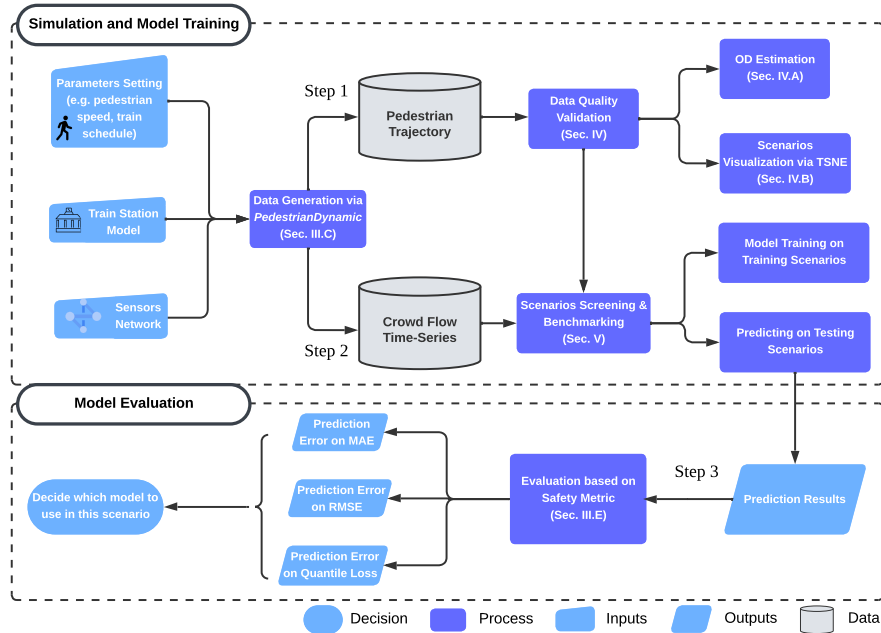 Simulation and Model Training
Parameters Setting
(e.g. pedestrian
speed, train
schedule)
Train Station
Model
Sensors
Network
Data Generation via
PedestrianDynamic
(Sec. III.C)
Step 1
Step 2
Pedestrian
Trajectory
Crowd Flow
Time-Series
Data Quality
Validation
(Sec. IV)
Scenarios Screening &
Benchmarking
(Sec. V)
OD Estimation
(Sec. IV.A)
Scenarios
Visualization via TSNE
(Sec. IV.B)
Model Training on
Training Scenarios
Predicting on Testing
Scenarios
Model Evaluation
Prediction Results
Step 3
Evaluation based on
Safety Metric
(Sec. III.E)
Prediction
Error on MAE
Prediction Error
on RMSE
Prediction Error
on Quantile Loss
Decide which model to
use in this scenario
Decision
Process
Inputs
Outputs
Data